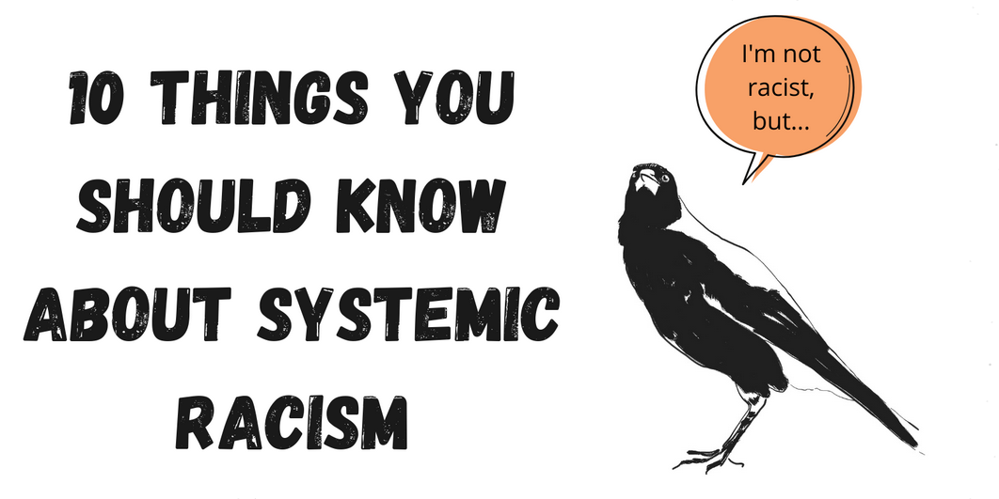 10 THINGS YOU
SHOULD KNOW
ABOUT SYSTEMIC
RACISM
I'm not
racist,
but...